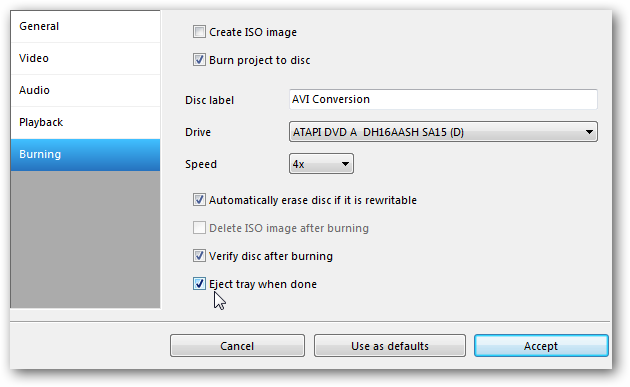 General
Video
Audio
Playback
Burning
Create ISO image
Burn project to disc
Disc label AVI Conversion
Drive ATAPI DVD A  DH16AASH SA15 (D)
Speed 4x
Automatically erase disc if it is rewritable
Delete ISO image after burning
Verify disc after burning
Eject tray when done
Cancel Use as defaults Accept